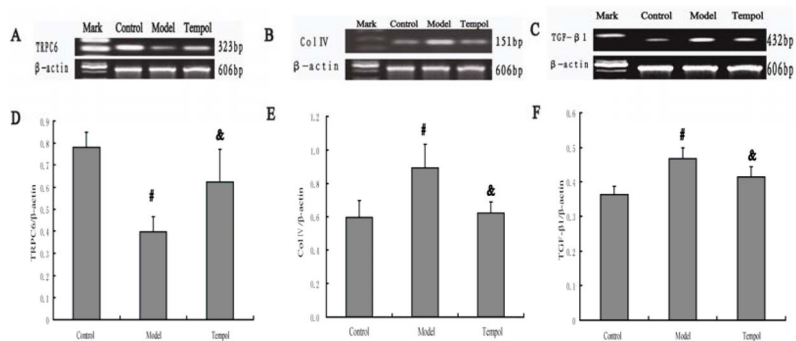 A
Mark Control Model Tempol
TRPC6 323bp
β-actin 606bp
B
Mark Control Model Tempol
Col IV 151bp
β-actin 606bp
C
Mark Control Model Tempol
TGF-β1 432bp
β-actin 606bp
D
TRPC6/β-actin
0.9
0.8
0.7
0.6
0.5
0.4
0.3
0.2
0.1
0
#
&
Control Model Tempol
E
Col IV/β-actin
1.2
1.0
0.8
0.6
0.4
0.2
0.0
#
&
Control Model Tempol
F
TGF-β1/β-actin
0.6
0.5
0.4
0.3
0.2
0.1
0
#
&
Control Model Tempol